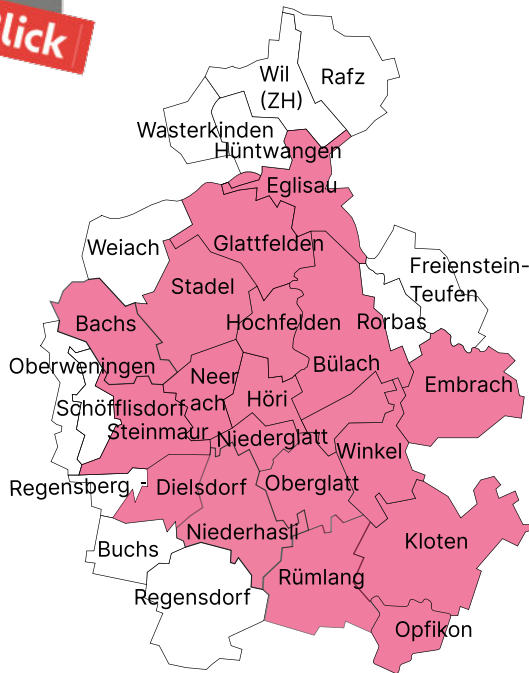 lick
Wil
(ZH)
Rafz
Wasterkinden
Hüntwangen
Eglisau
Glattfelden
Weiach
Freienstein-
Teufen
Stadel
Bachs
Hochfelden
Rorbas
Oberweningen
Bülach
Neer
ach
Embrach
Höri
Schöfflisdorf
Steinmaur
Niederglatt
Winkel
Regensberg -
Dielsdorf
Oberglatt
Niederhasli
Kloten
Buchs
Rümlang
Regensdorf
Opfikon